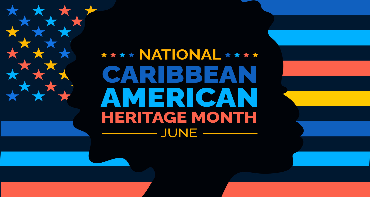 NATIONAL
CARIBBEAN
AMERICAN
HERITAGE MONTH
JUNE